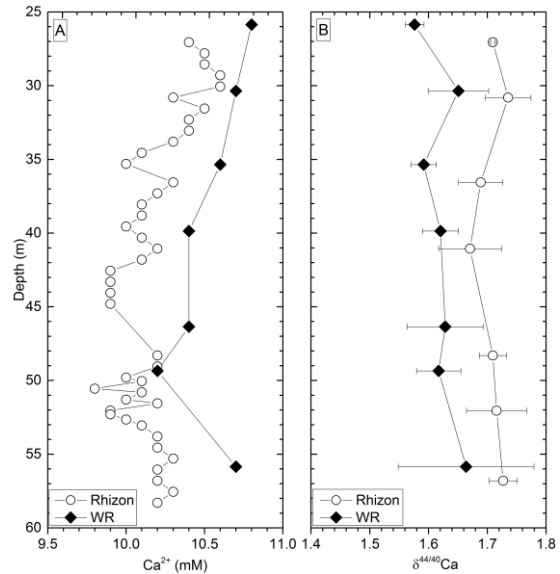 A
B
25
30
35
40
45
50
55
60
Depth (m)
Rhizon
WR
Rhizon
WR
9.5 10.0 10.5 11.0
1.4 1.5 1.6 1.7 1.8
Ca²⁺ (mM)
δ⁴⁴/⁴⁰Ca